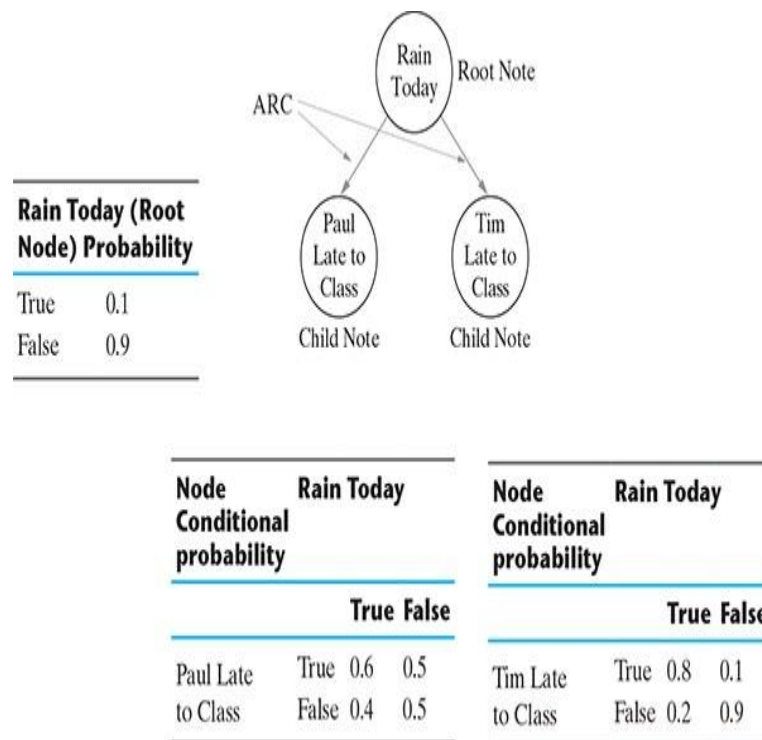 Rain
Today
Root Note
ARC
Paul
Late to
Class
Tim
Late to
Class
Child Note
Child Note
Rain Today (Root
Node) Probability
True 0.1
False 0.9
Node Rain Today
Conditional
probability
True False
Paul Late
to Class
True 0.6 0.5
False 0.4 0.5
Node Rain Today
Conditional
probability
True False
Tim Late
to Class
True 0.8 0.1
False 0.2 0.9